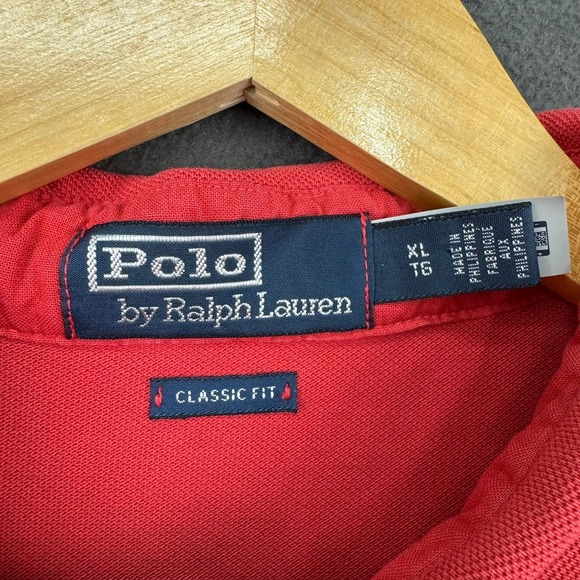 Polo
by Ralph Lauren
XL
TG
MADE IN
PHILIPPINES
FABRIQUE
AUX
PHILIPPINES
CLASSIC FIT